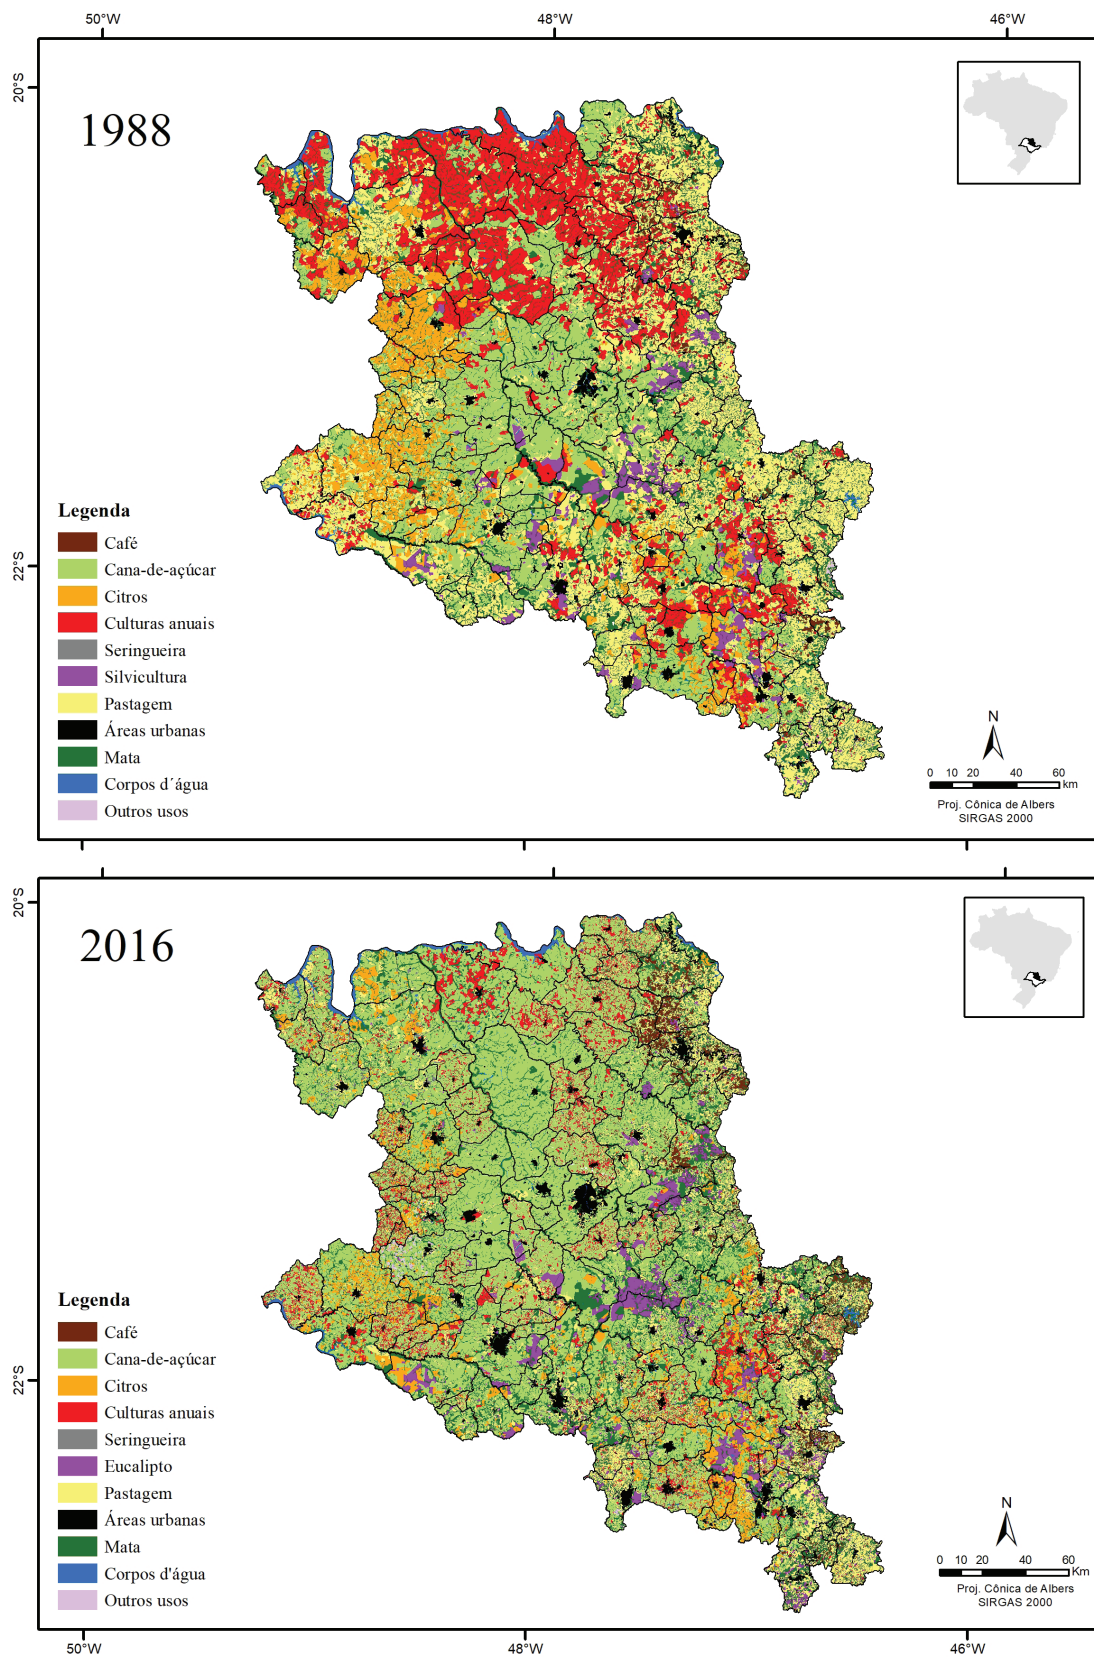 50°W 48°W 46°W
20°S
1988
22°S
Legenda
Café
Cana-de-açúcar
Citros
Culturas anuais
Seringueira
Silvicultura
Pastagem
Áreas urbanas
Mata
Corpos d´água
Outros usos
N
0 10 20 40 60
km
Proj. Cônica de Albers
SIRGAS 2000
20°S
2016
22°S
Legenda
Café
Cana-de-açúcar
Citros
Culturas anuais
Seringueira
Eucalipto
Pastagem
Áreas urbanas
Mata
Corpos d'água
Outros usos
N
0 10 20 40 60
Km
Proj. Cônica de Albers
SIRGAS 2000
50°W 48°W 46°W